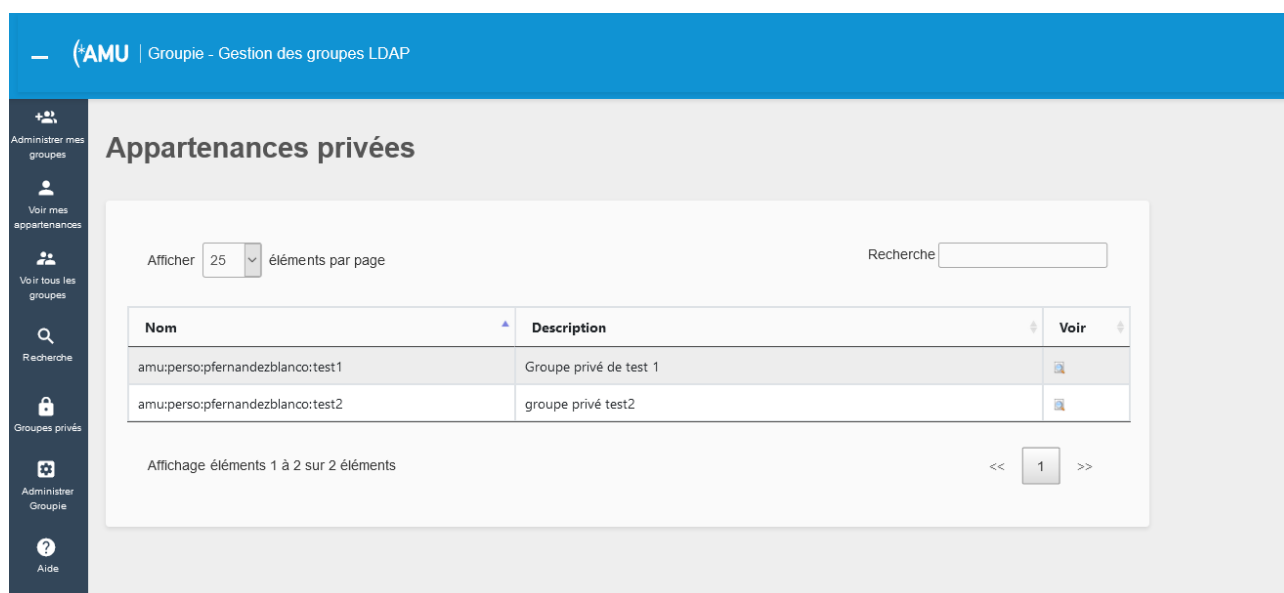 (*AMU | Groupie - Gestion des groupes LDAP
Administrer mes
groupes
Voir mes
appartenances
Voir tous les
groupes
Recherche
Groupes privés
Administrer
Groupie
Aide
Appartenances privées
Afficher 25 éléments par page
Recherche
Nom Description Voir
amu:perso:pfernandezblanco:test1 Groupe privé de test 1
amu:perso:pfernandezblanco:test2 groupe privé test2
Affichage éléments 1 à 2 sur 2 éléments
<< 1 >>